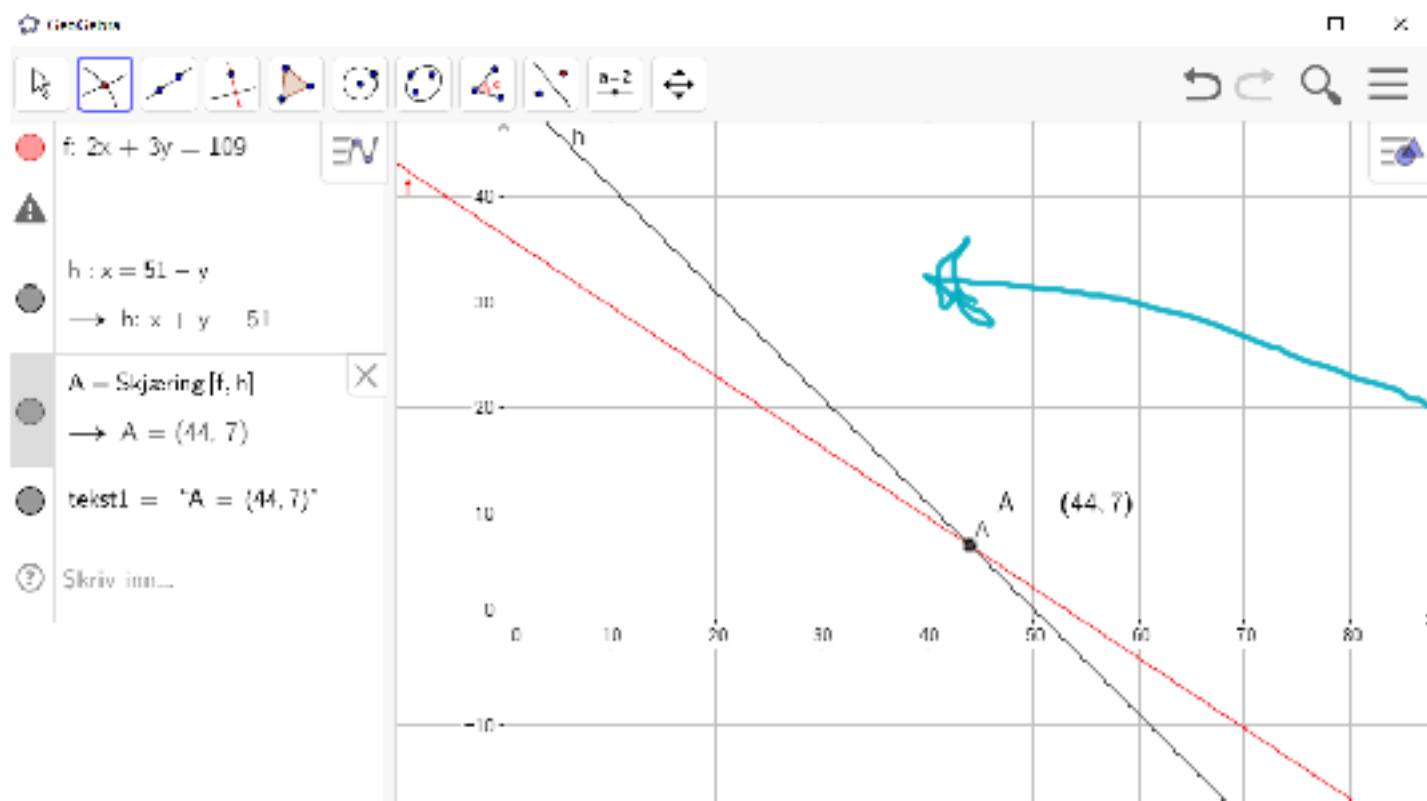 GeoGebra
a=2
f: 2x + 3y = 109
h : x = 51 − y
→ h: x + y = 51
A = Skjæring[f, h]
→ A = (44, 7)
tekst1 = "A = (44, 7)"
Skriv inn...
h
f
40
30
20
10
0
-10
A (44, 7)
A
0 10 20 30 40 50 60 70 80